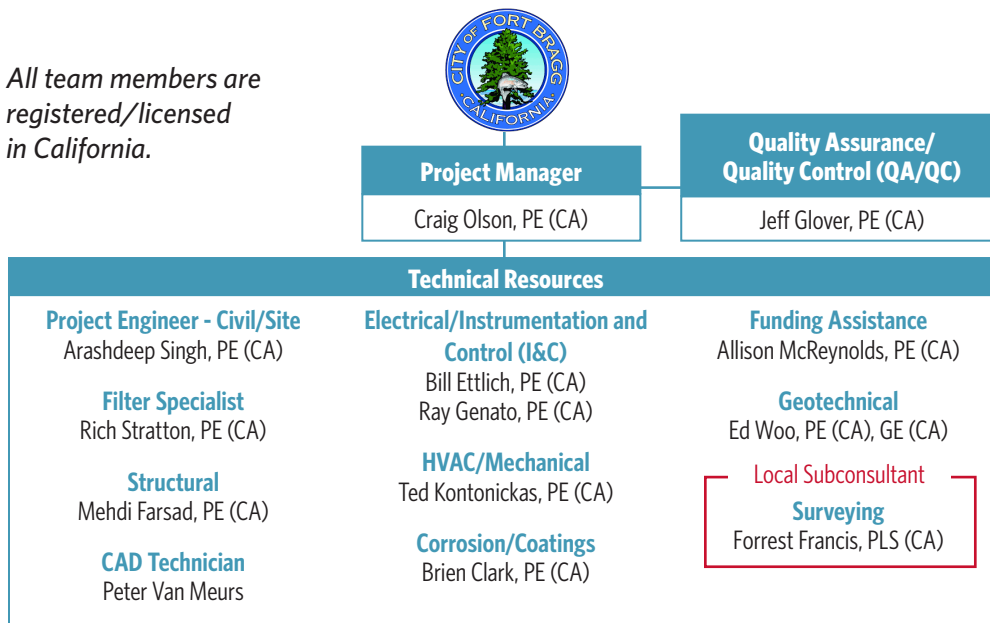 All team members are
registered/licensed
in California.
CITY OF FORT BRAGG
·CALIFORNIA·
Project Manager
Craig Olson, PE (CA)
Quality Assurance/
Quality Control (QA/QC)
Jeff Glover, PE (CA)
Technical Resources
Project Engineer - Civil/Site
Arashdeep Singh, PE (CA)
Filter Specialist
Rich Stratton, PE (CA)
Structural
Mehdi Farsad, PE (CA)
CAD Technician
Peter Van Meurs
Electrical/Instrumentation and
Control (I&C)
Bill Ettlich, PE (CA)
Ray Genato, PE (CA)
HVAC/Mechanical
Ted Kontonickas, PE (CA)
Corrosion/Coatings
Brien Clark, PE (CA)
Funding Assistance
Allison McReynolds, PE (CA)
Geotechnical
Ed Woo, PE (CA), GE (CA)
Local Subconsultant
Surveying
Forrest Francis, PLS (CA)